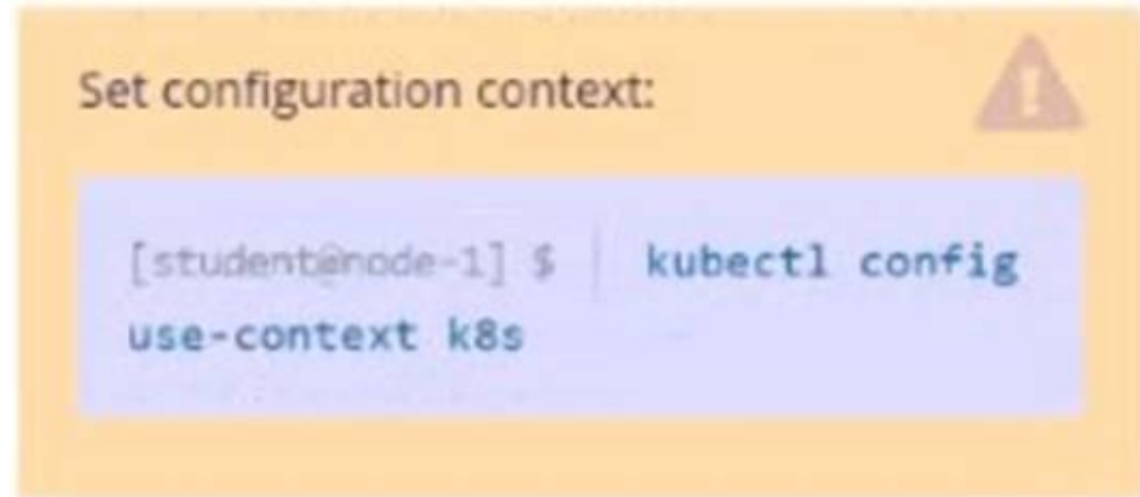 Set configuration context:
[student@node-1] $ | kubectl config
use-context k8s